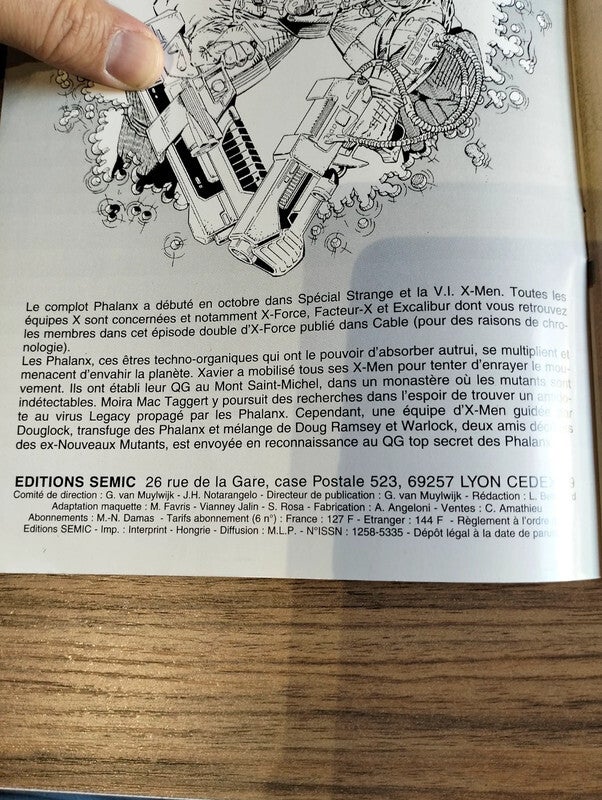 Le complot Phalanx a débuté en octobre dans Spécial Strange et la V.I. X-Men. Toutes les
équipes X sont concernées et notamment X-Force, Facteur-X et Excalibur dont vous retrouvez
les membres dans cet épisode double d'X-Force publié dans Cable (pour des raisons de chro-
nologie).
Les Phalanx, ces êtres techno-organiques qui ont le pouvoir d'absorber autrui, se multiplient et
menacent d'envahir la planète. Xavier a mobilisé tous ses X-Men pour tenter d'enrayer le mou-
vement. Ils ont établi leur QG au Mont Saint-Michel, dans un monastère où les mutants sont
indétectables. Moira Mac Taggert y poursuit des recherches dans l'espoir de trouver un
te au virus Legacy propagé par les Phalanx. Cependant, une équipe d'X-Men guidée par
Douglock, transfuge des Phalanx et mélange de Doug Ramsey et Warlock, deux amis
des ex-Nouveaux Mutants, est envoyée en reconnaissance au QG top secret des Phalanx
EDITIONS SEMIC 26 rue de la Gare, case Postale 523, 69257 LYON CEDEX 9
Comité de direction : G. van Muylwijk - J.H. Notarangelo - Directeur de publication : G. van Muylwijk - Rédaction : L.
Adaptation maquette : M. Favris - Vianney Jalin - S. Rosa - Fabrication : A. Angeloni - Ventes : C. Amathieu
Abonnements : M.-N. Damas - Tarifs abonnement (6 n°) : France : 127 F - Etranger : 144 F - Règlement à l'ordre
Editions SEMIC - Imp. : Interprint - Hongrie - Diffusion : M.L.P. - N°ISSN : 1258-5335 - Dépôt légal à la date de